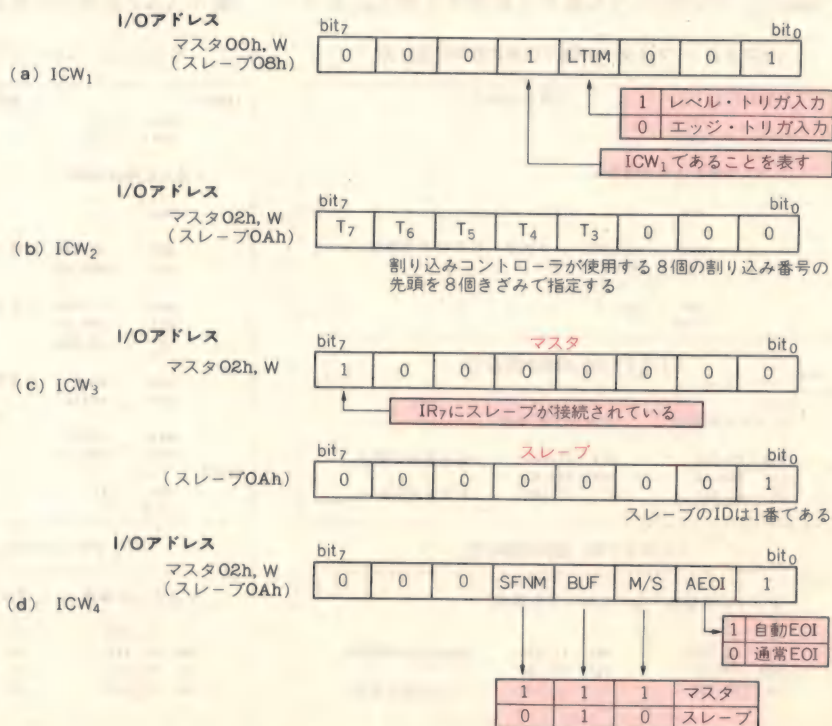 I/Oアドレス
マスタ00h, W
(スレーブ08h)
(a) ICW₁
bit₇ bit₀
0 0 0 1 LTIM 0 0 1
1 レベル・トリガ入力
0 エッジ・トリガ入力
ICW₁であることを表す
I/Oアドレス
マスタ02h, W
(スレーブ0Ah)
(b) ICW₂
bit₇ bit₀
T₇ T₆ T₅ T₄ T₃ 0 0 0
割り込みコントローラが使用する8個の割り込み番号の
先頭を8個きざみで指定する
I/Oアドレス
マスタ02h, W
(c) ICW₃
bit₇ マスタ bit₀
1 0 0 0 0 0 0 0
IR₇にスレーブが接続されている
(スレーブ0Ah)
bit₇ スレーブ bit₀
0 0 0 0 0 0 0 1
スレーブのIDは1番である
I/Oアドレス
マスタ02h, W
(スレーブ0Ah)
(d) ICW₄
bit₇ bit₀
0 0 0 SFNM BUF M/S AEOI 1
1 自動EOI
0 通常EOI
1 1 1 マスタ
0 1 0 スレーブ